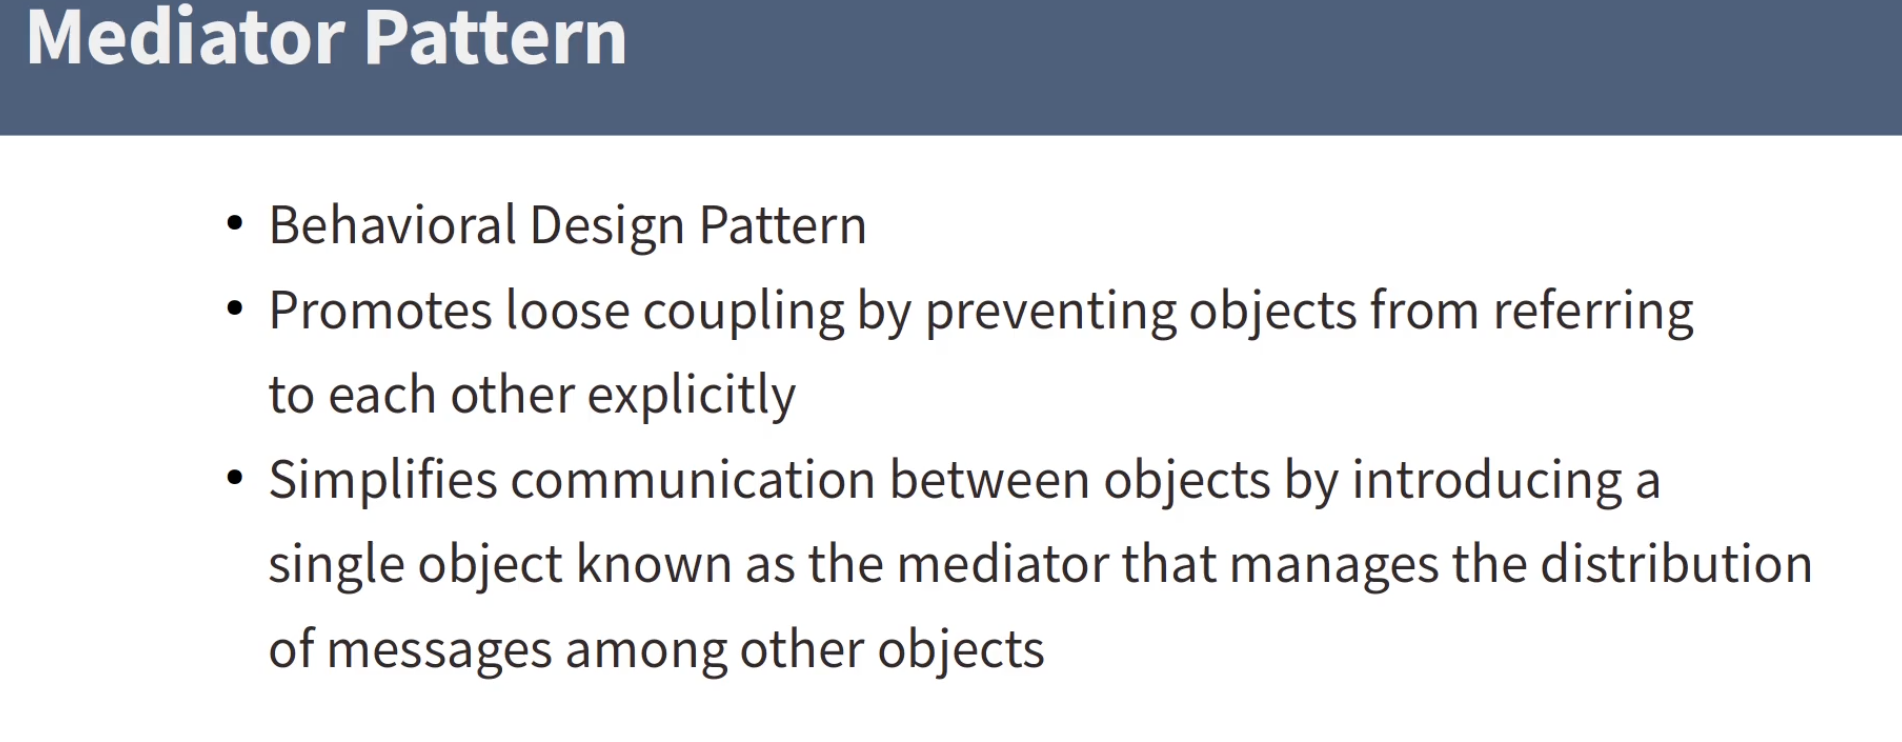 Mediator Pattern
• Behavioral Design Pattern
• Promotes loose coupling by preventing objects from referring
to each other explicitly
• Simplifies communication between objects by introducing a
single object known as the mediator that manages the distribution
of messages among other objects